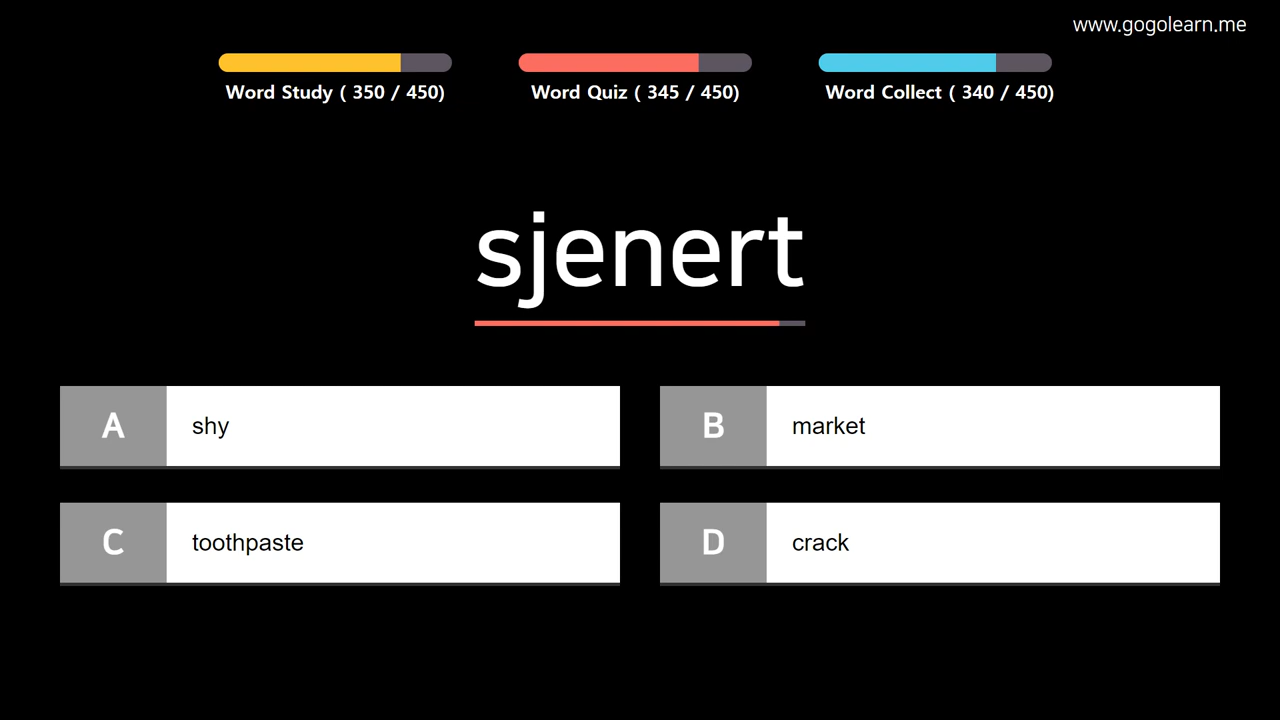 www.gogolearn.me
Word Study ( 350 / 450)
Word Quiz ( 345 / 450)
Word Collect ( 340 / 450)
sjenert
A shy
B market
C toothpaste
D crack